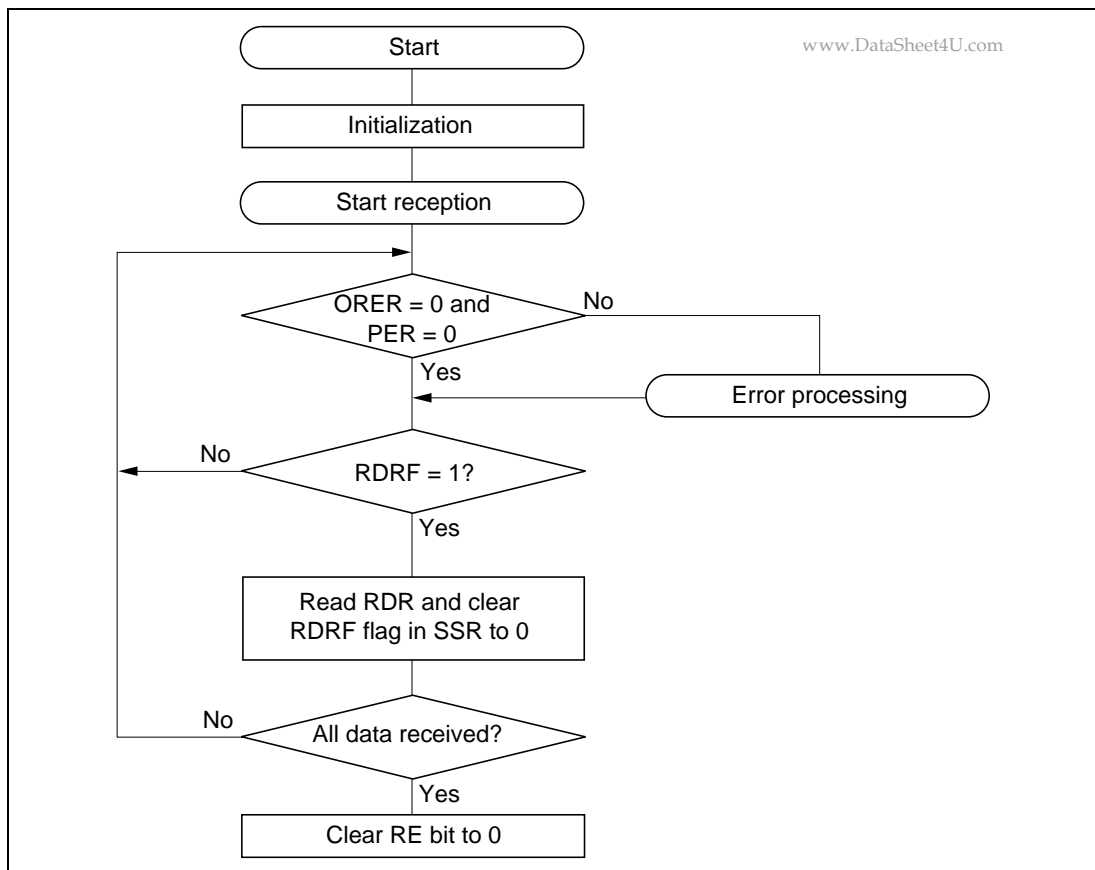 Start
www.DataSheet4U.com
Initialization
Start reception
ORER = 0 and
PER = 0
No
Yes
Error processing
No
RDRF = 1?
Yes
Read RDR and clear
RDRF flag in SSR to 0
No
All data received?
Yes
Clear RE bit to 0